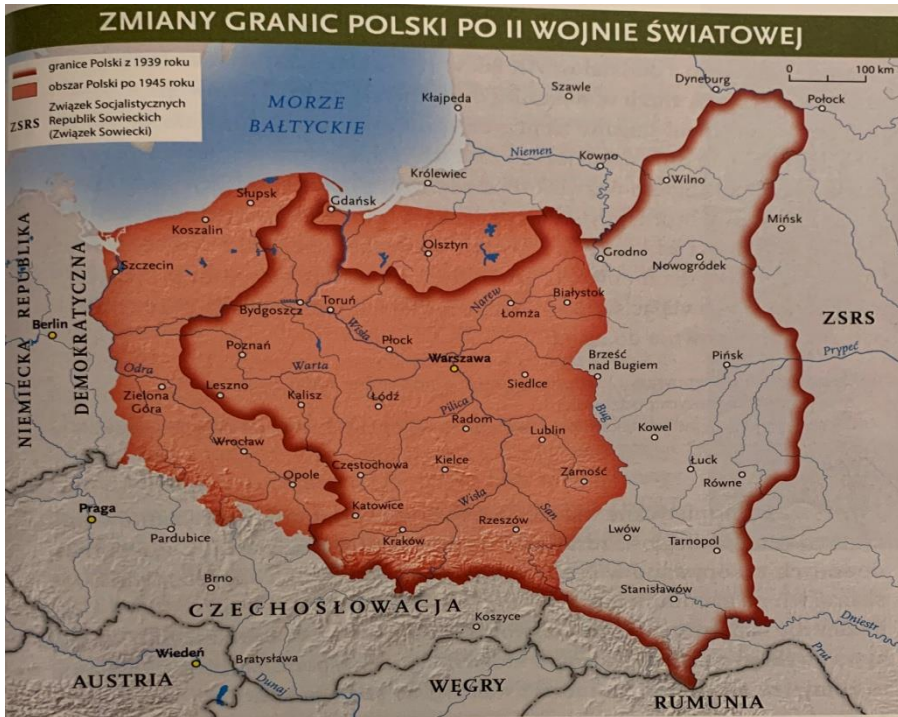 ZMIANY GRANIC POLSKI PO II WOJNIE ŚWIATOWEJ
granice Polski z 1939 roku
obszar Polski po 1945 roku
ZSRS
Związek Socjalistycznych
Republik Sowieckich
(Związek Sowiecki)
0 100 km
MORZE
BAŁTYCKIE
Kłajpeda
Szawle
Dyneburg
Połock
Niemen
Kowno
Wilno
Królewiec
Mińsk
Słupsk
Gdańsk
Koszalin
Olsztyn
Grodno
Nowogródek
Szczecin
NIEMIECKA REPUBLIKA
DEMOKRATYCZNA
Bydgoszcz
Toruń
Narew
Łomża
Białystok
ZSRS
Berlin
Wisła
Płock
Poznań
Warta
Warszawa
Brześć
nad Bugiem
Pińsk
Prypeć
Odra
Zielona
Góra
Leszno
Kalisz
Łódź
Siedlce
Bug
Pilica
Radom
Lublin
Kowel
Wrocław
Opole
Częstochowa
Kielce
Zamość
Łuck
Równe
Praga
Katowice
Wisła
San
Pardubice
Kraków
Rzeszów
Lwów
Tarnopol
Brno
CZECHOSŁOWACJA
Stanisławów
Koszyce
Dniestr
Prut
Wiedeń
Bratysława
Dunaj
AUSTRIA
WĘGRY
RUMUNIA